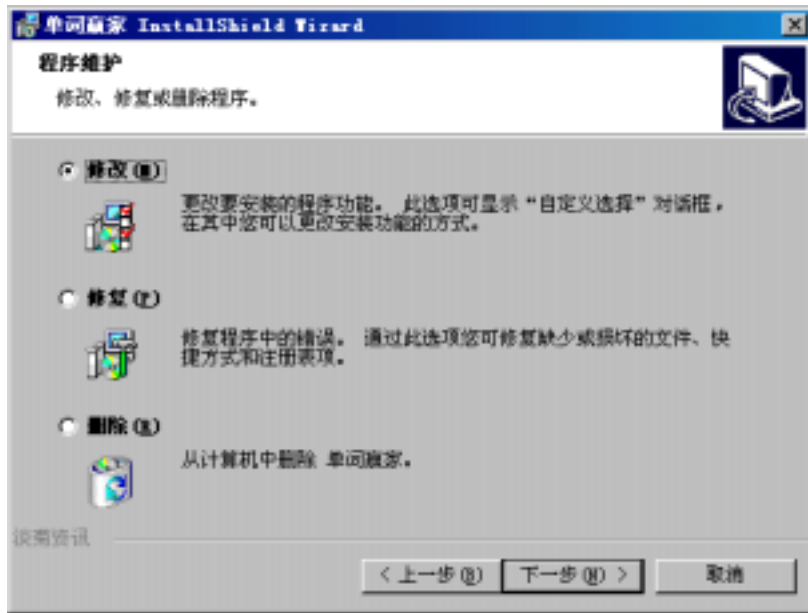 单词赢家 InstallShield Wizard
程序维护
修改、修复或删除程序。
修改(M)
更改要安装的程序功能。 此选项可显示“自定义选择”对话框，
在其中您可以更改安装功能的方式。
修复(P)
修复程序中的错误。 通过此选项您可修复缺少或损坏的文件、快
捷方式和注册表项。
删除(R)
从计算机中删除 单词赢家。
资讯
< 上一步(B)
下一步(N) >
取消